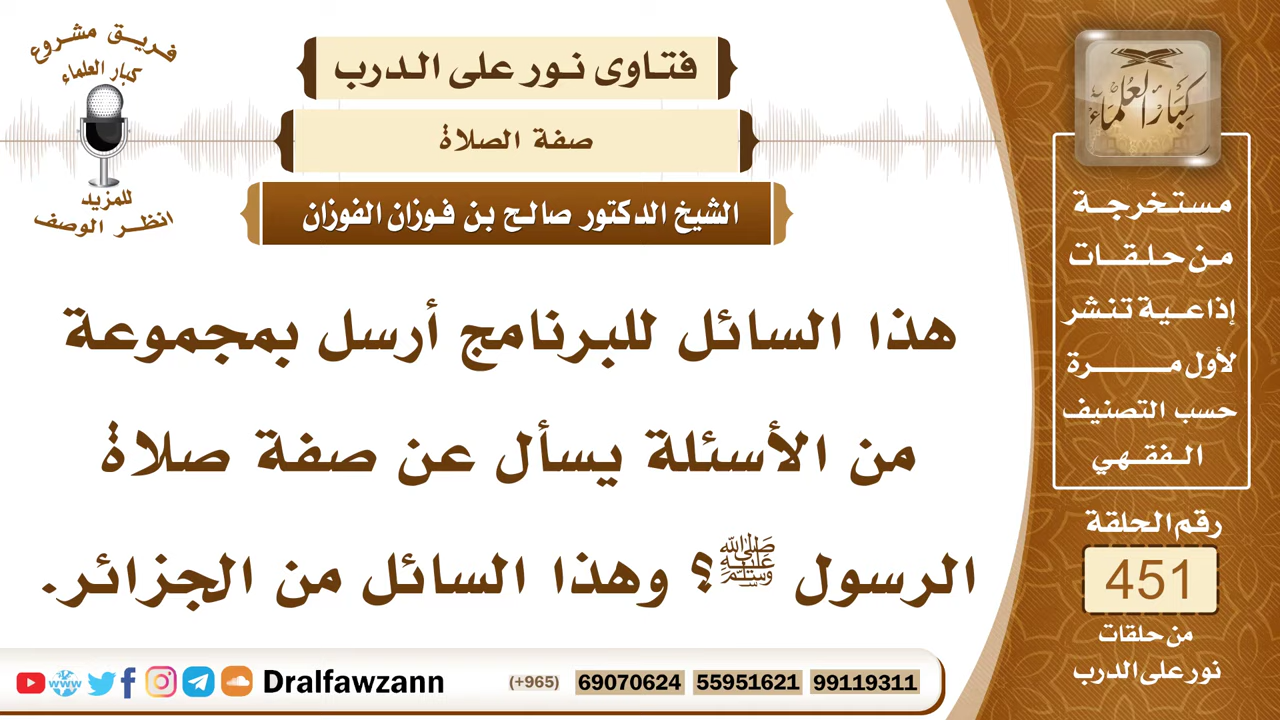 فريق مشروع
كبار العلماء
للمزيد
انظر الوصف
فتاوى نور على الدرب
صفة الصلاة
الشيخ الدكتور صالح بن فوزان الفوزان
هذا السائل للبرنامج أرسل بمجموعة
من الأسئلة يسأل عن صفة صلاة
الرسول ﷺ؟ وهذا السائل من الجزائر.
كبار العلماء
مستخرجة
من حلقات
إذاعية تنشر
لأول مرة
حسب التصنيف
الفقهي
رقم الحلقة
451
من حلقات
نور على الدرب
Dralfawzann (+965) 69070624 55951621 99119311